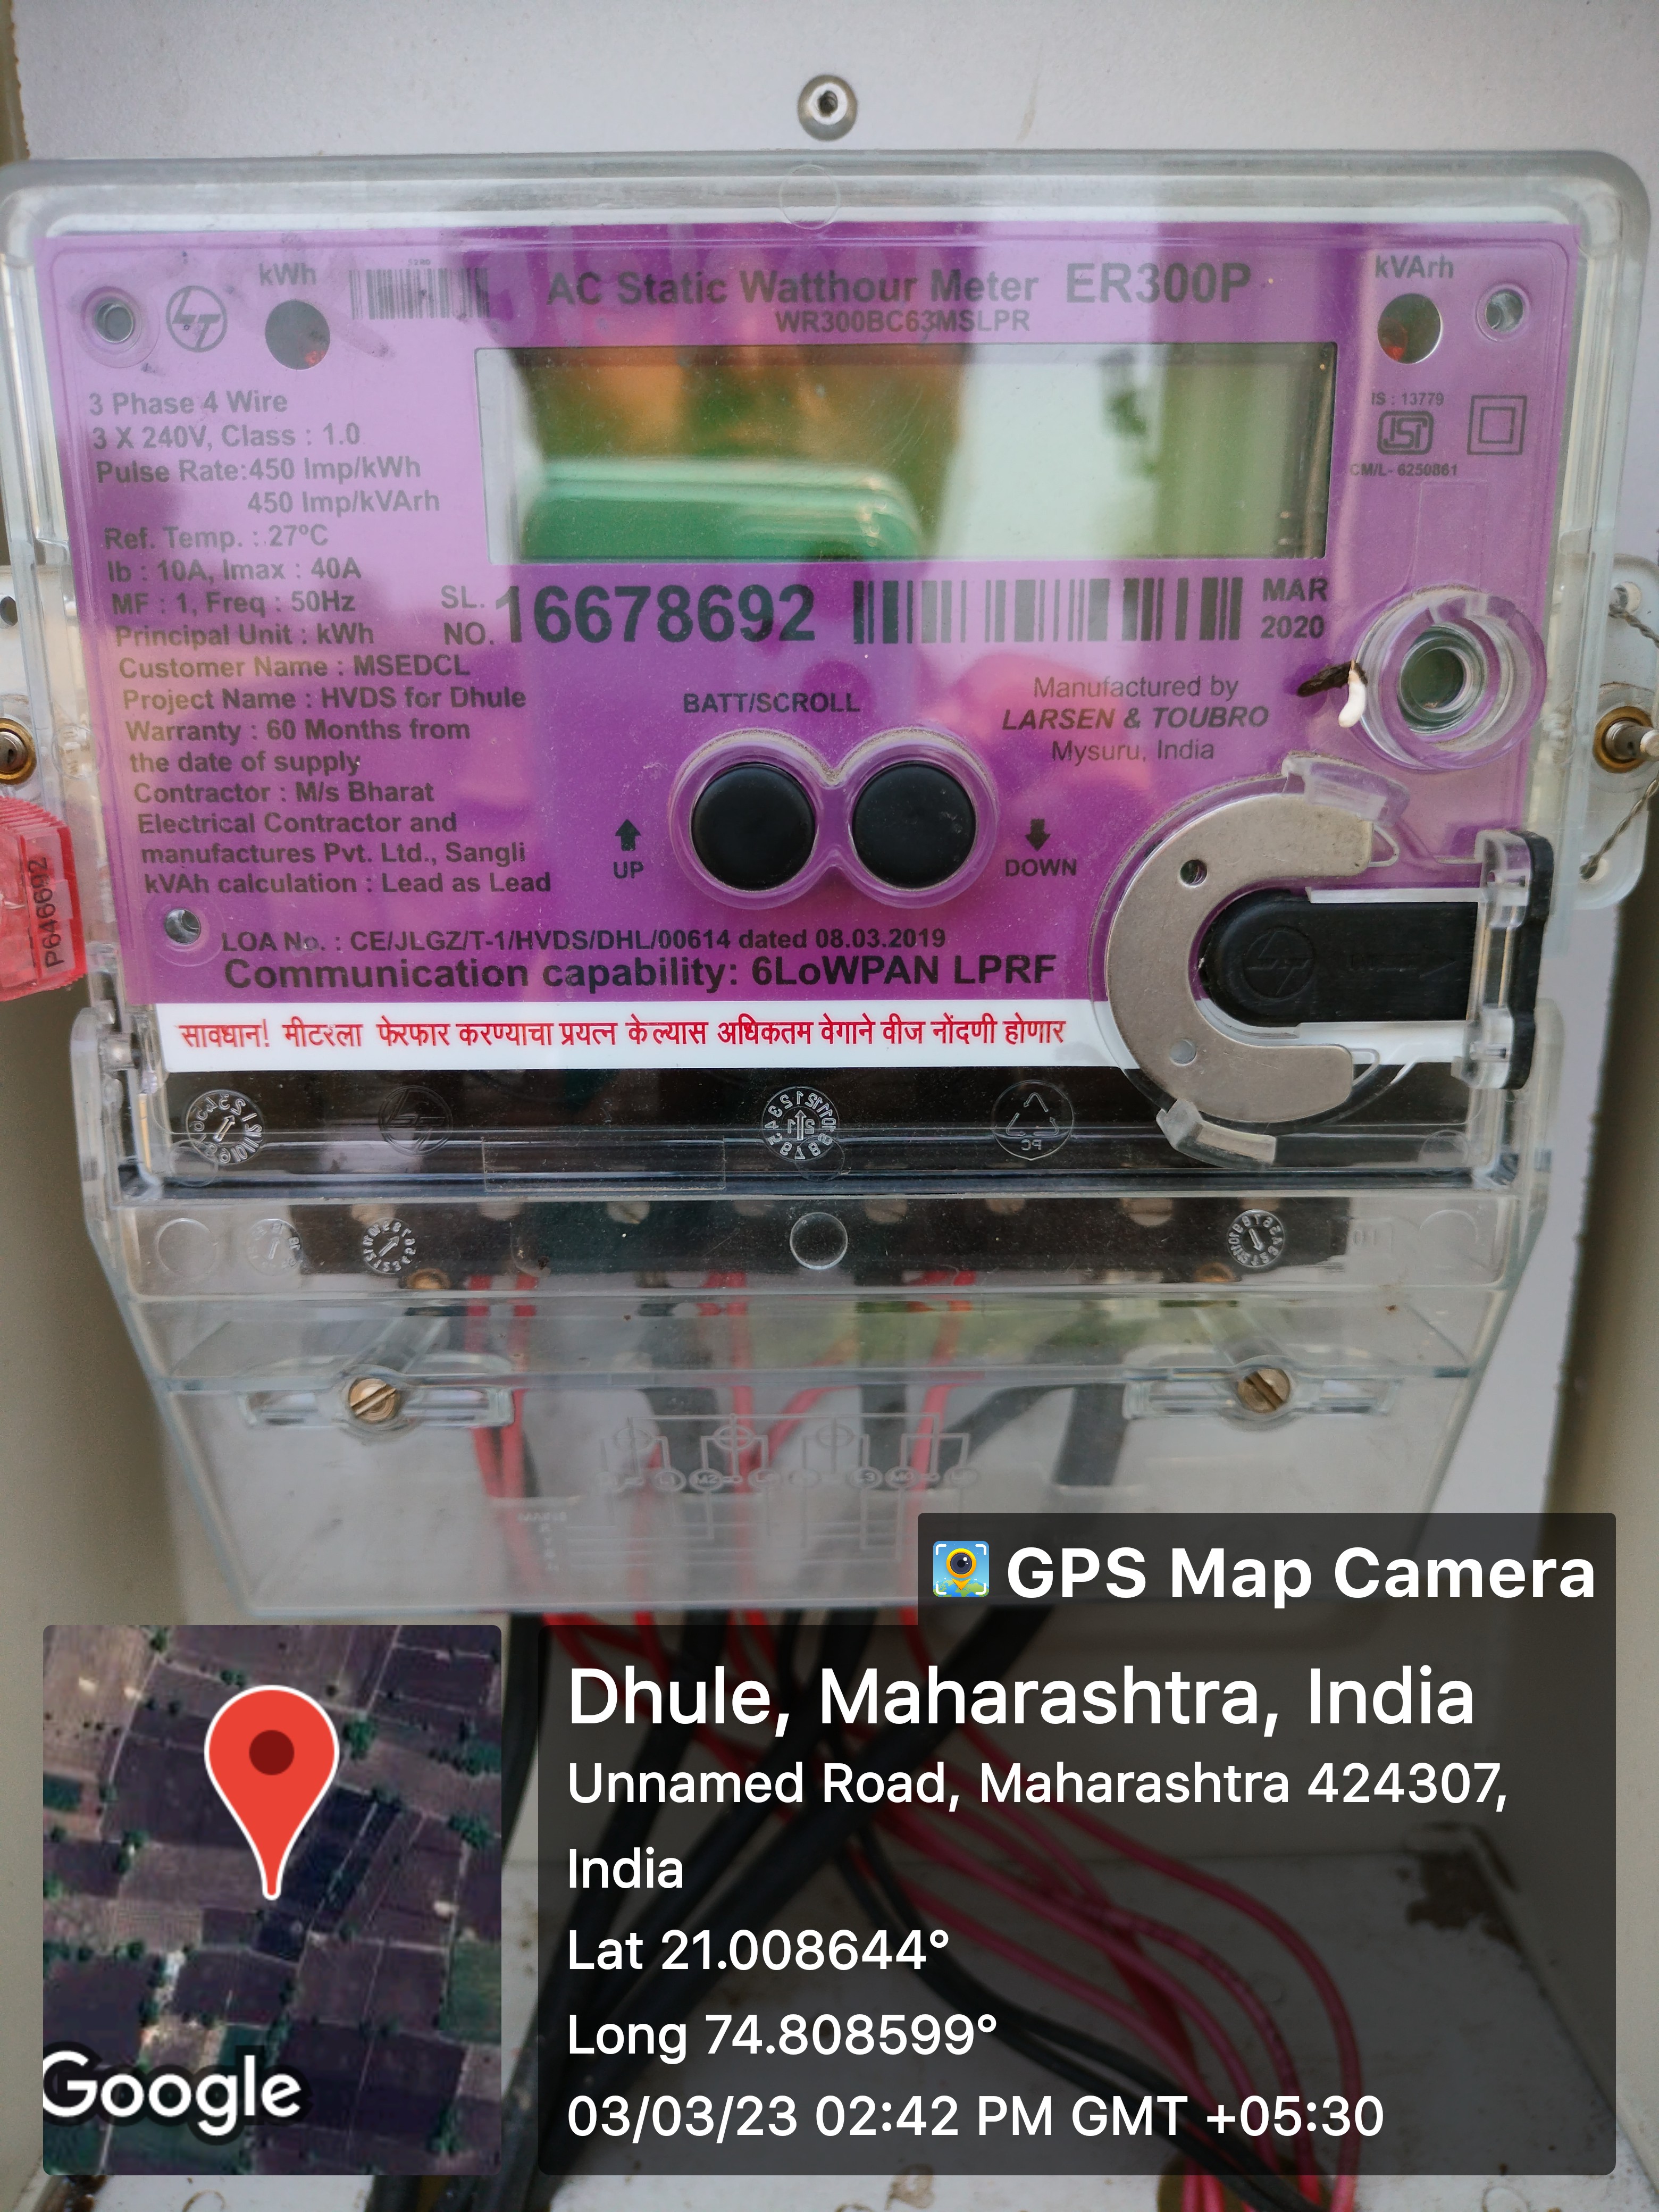 kWh
AC Static Watthour Meter ER300P
WR300BC63MSLPR
kVArh
L&T
3 Phase 4 Wire
3 X 240V, Class : 1.0
Pulse Rate:450 Imp/kWh
450 Imp/kVArh
Ref. Temp. : 27ºC
Ib : 10A, Imax : 40A
MF : 1, Freq : 50Hz
Principal Unit : kWh
Customer Name : MSEDCL
Project Name : HVDS for Dhule
Warranty : 60 Months from
the date of supply
Contractor : M/s Bharat
Electrical Contractor and
manufactures Pvt. Ltd., Sangli
kVAh calculation : Lead as Lead
IS : 13779
CM/L- 6250861
SL. NO. 16678692
MAR
2020
BATT/SCROLL
UP
DOWN
Manufactured by
LARSEN & TOUBRO
Mysuru, India
P646692
LOA No. : CE/JLGZ/T-1/HVDS/DHL/00614 dated 08.03.2019
Communication capability: 6LoWPAN LPRF
सावधान! मीटरला फेरफार करण्याचा प्रयत्न केल्यास अधिकतम वेगाने वीज नोंदणी होणार
PC
GPS Map Camera
Dhule, Maharashtra, India
Unnamed Road, Maharashtra 424307,
India
Lat 21.008644°
Long 74.808599°
03/03/23 02:42 PM GMT +05:30
Google